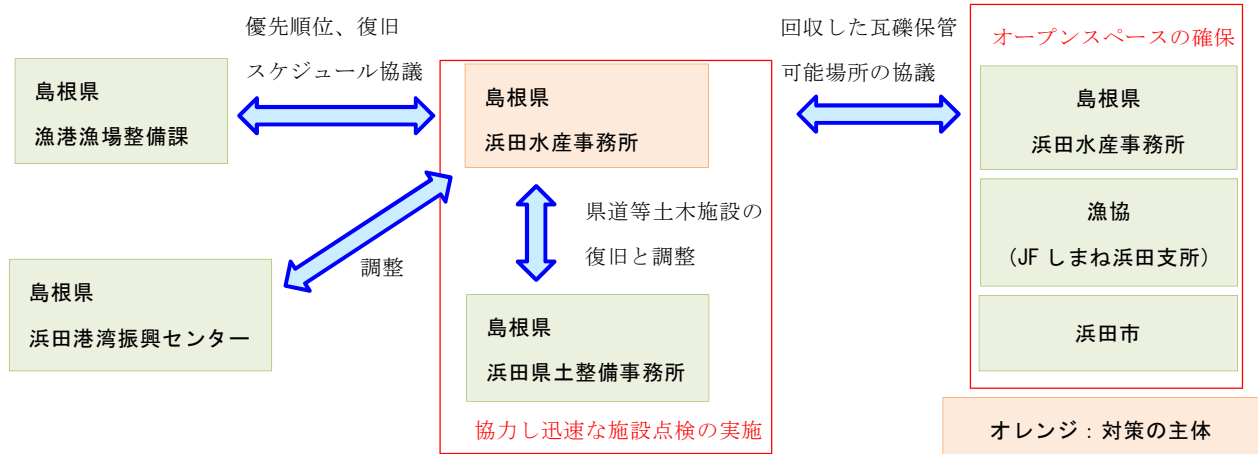 優先順位、復旧
スケジュール協議
回収した瓦礫保管
可能場所の協議
オープンスペースの確保
島根県
漁港漁場整備課
島根県
浜田水産事務所
島根県
浜田水産事務所
県道等土木施設の
復旧と調整
漁協
（JF しまね浜田支所）
調整
島根県
浜田港湾振興センター
島根県
浜田県土整備事務所
浜田市
協力し迅速な施設点検の実施
オレンジ：対策の主体